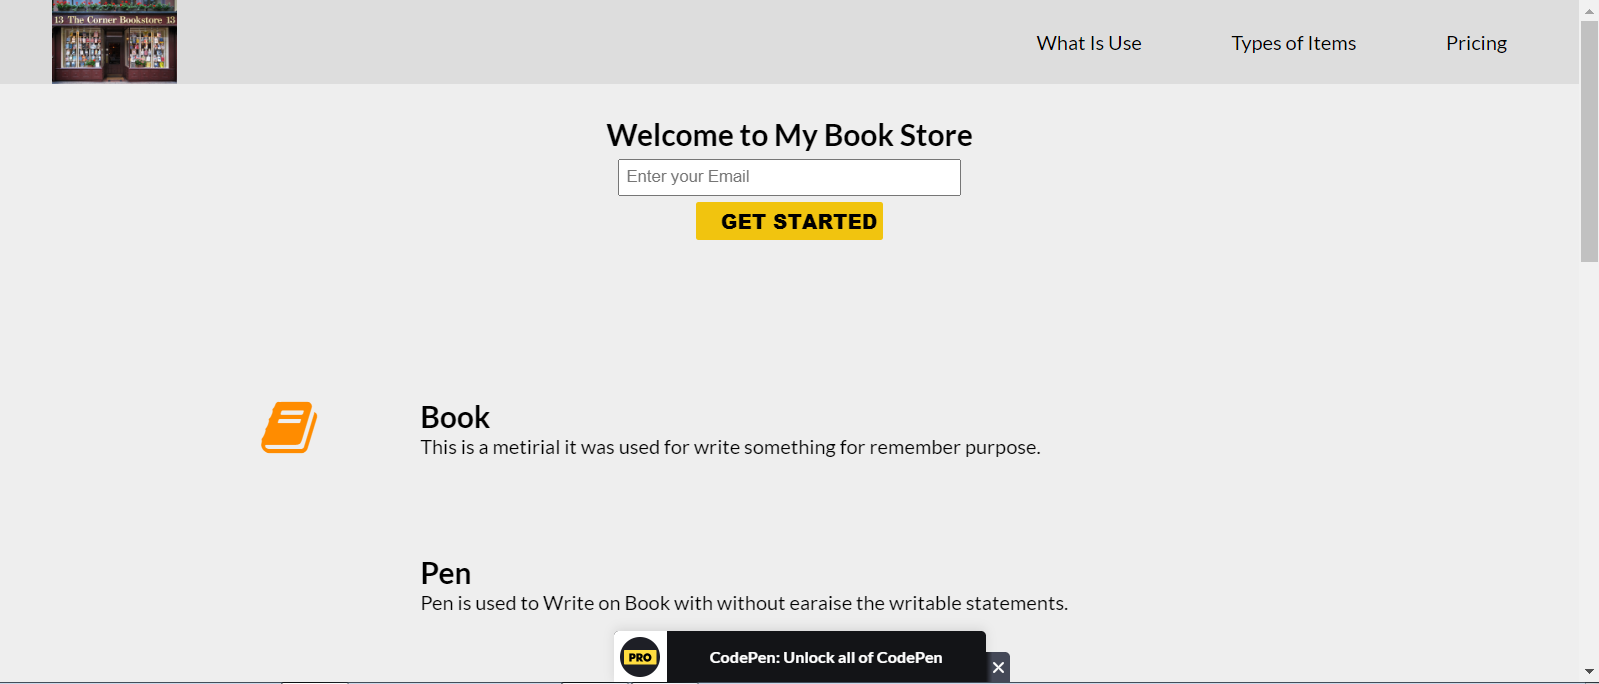 13 The Corner Bookstore 13
What Is Use
Types of Items
Pricing
Welcome to My Book Store
Enter your Email
GET STARTED
Book
This is a metirial it was used for write something for remember purpose.
Pen
Pen is used to Write on Book with without earaise the writable statements.
PRO
CodePen: Unlock all of CodePen